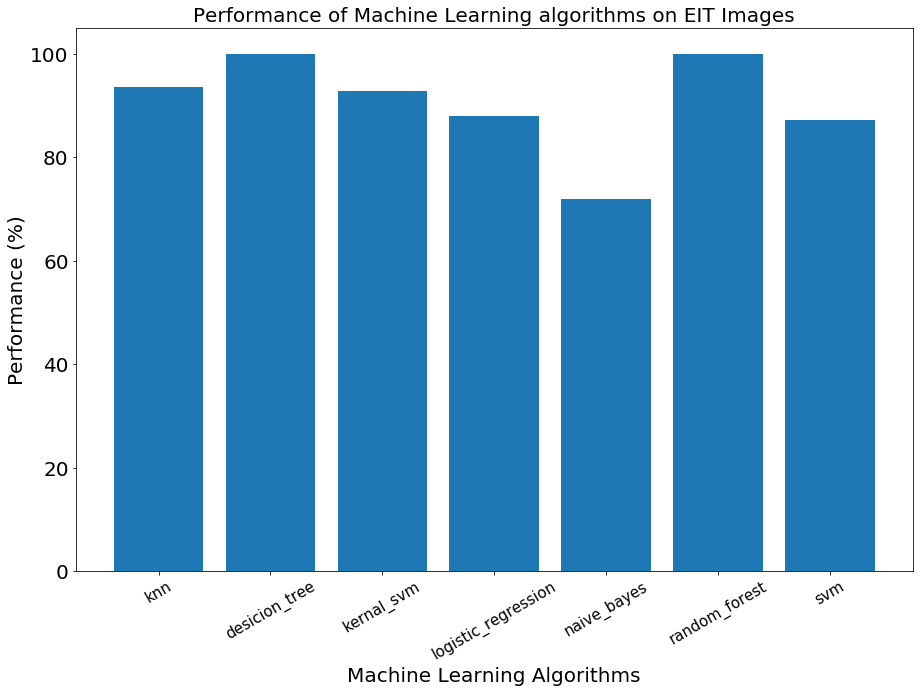 Performance of Machine Learning algorithms on EIT Images
Performance (%)
100
80
60
40
20
0
knn
desicion_tree
kernal_svm
logistic_regression
naive_bayes
random_forest
svm
Machine Learning Algorithms